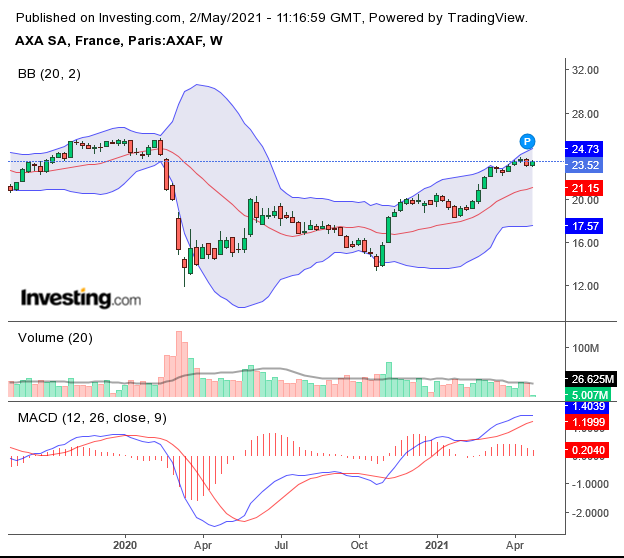 Published on Investing.com, 2/May/2021 - 11:16:59 GMT, Powered by TradingView.
AXA SA, France, Paris:AXAF, W
BB (20, 2)
32.00
28.00
P
24.73
23.52
21.15
20.00
17.57
16.00
12.00
Investing.com
Volume (20)
100M
26.625M
5.007M
MACD (12, 26, close, 9)
1.4039
1.1999
0.2040
-1.0000
-2.0000
2020 Apr Jul Oct 2021 Apr